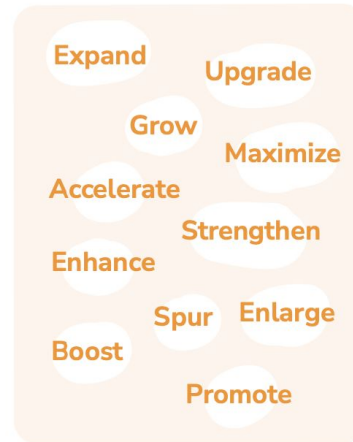 Expand
Upgrade
Grow
Maximize
Accelerate
Strengthen
Enhance
Spur
Enlarge
Boost
Promote